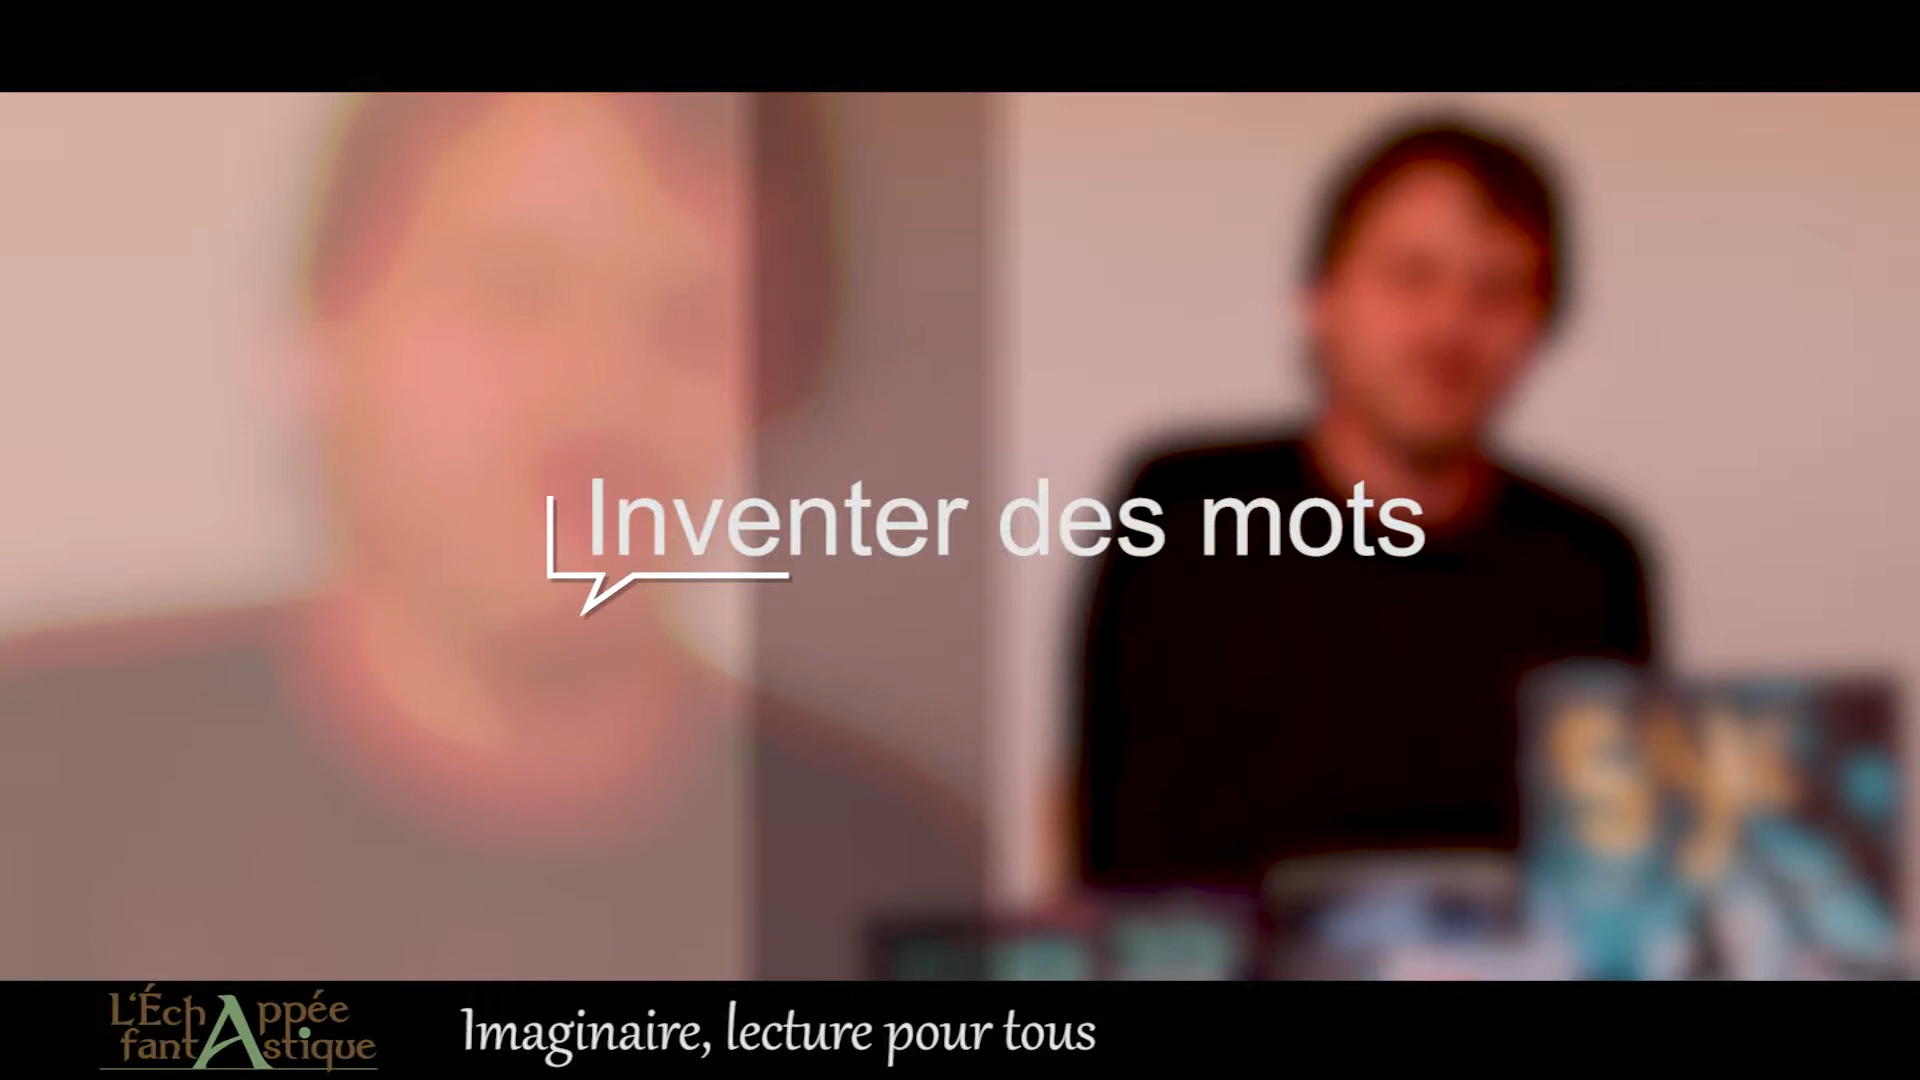 Inventer des mots
L'ÉchAppée
fantAstique
Imaginaire, lecture pour tous